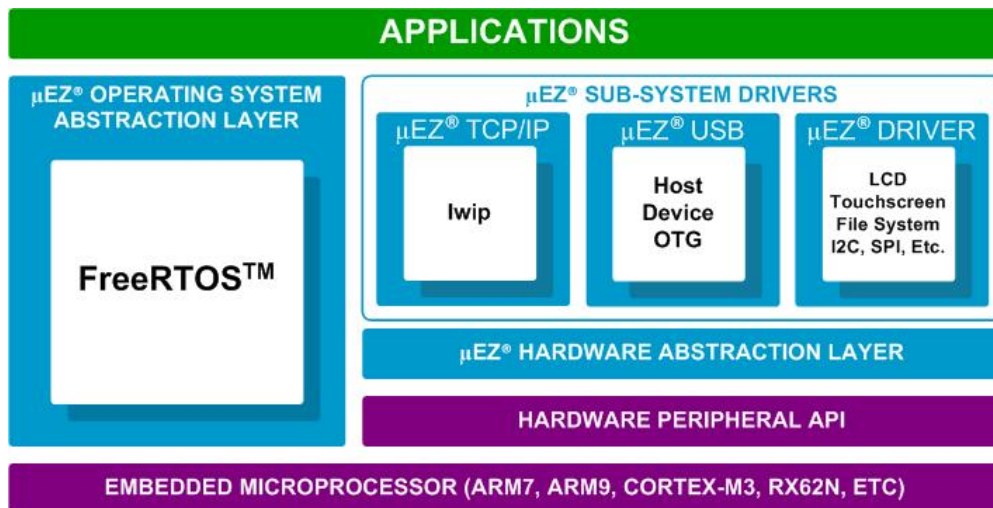 APPLICATIONS
μEZ® OPERATING SYSTEM
ABSTRACTION LAYER
FreeRTOS™
μEZ® SUB-SYSTEM DRIVERS
μEZ® TCP/IP
lwip
μEZ® USB
Host
Device
OTG
μEZ® DRIVER
LCD
Touchscreen
File System
I2C, SPI, Etc.
μEZ® HARDWARE ABSTRACTION LAYER
HARDWARE PERIPHERAL API
EMBEDDED MICROPROCESSOR (ARM7, ARM9, CORTEX-M3, RX62N, ETC)